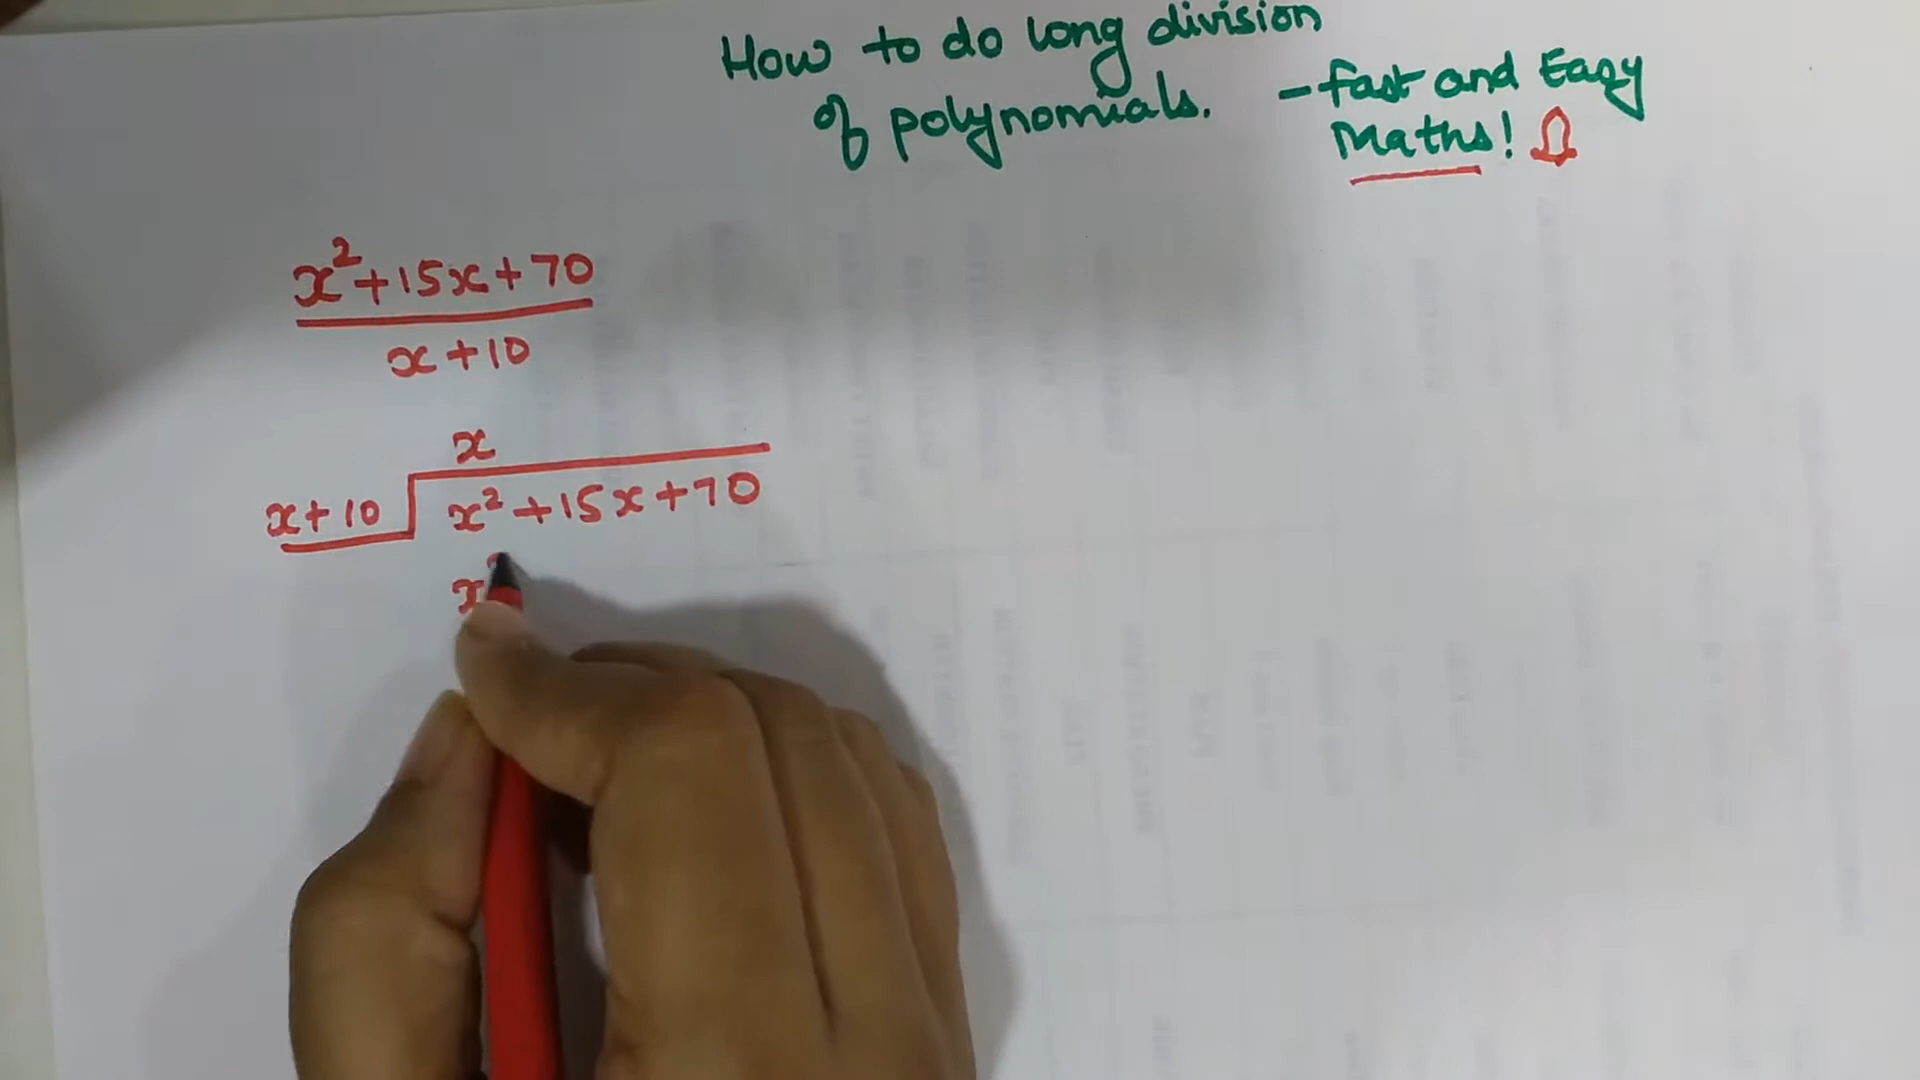 How to do long division
of polynomials. - Fast and Easy
Maths!
x²+15x+70
x+10
x
x+10 x²+15x+70
x